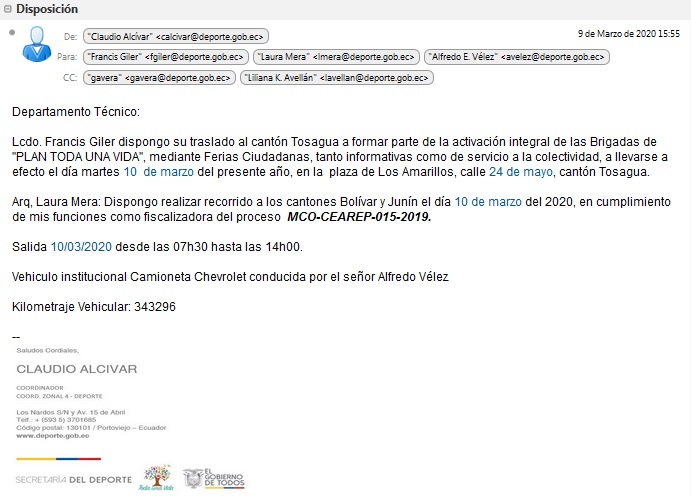 Disposición
De: "Claudio Alcívar" <calcivar@deporte.gob.ec>
9 de Marzo de 2020 15:55
Para: "Francis Giler" <fgiler@deporte.gob.ec> "Laura Mera" <lmera@deporte.gob.ec> "Alfredo E. Vélez" <avelez@deporte.gob.ec>
CC: "gavera" <gavera@deporte.gob.ec> "Liliana K. Avellán" <lavellan@deporte.gob.ec>
Departamento Técnico:
Lcdo. Francis Giler dispongo su traslado al cantón Tosagua a formar parte de la activación integral de las Brigadas de
"PLAN TODA UNA VIDA", mediante Ferias Ciudadanas, tanto informativas como de servicio a la colectividad, a llevarse a
efecto el día martes 10 de marzo del presente año, en la plaza de Los Amarillos, calle 24 de mayo, cantón Tosagua.
Arq, Laura Mera: Dispongo realizar recorrido a los cantones Bolívar y Junín el día 10 de marzo del 2020, en cumplimiento
de mis funciones como fiscalizadora del proceso MCO-CEAREP-015-2019.
Salida 10/03/2020 desde las 07h30 hasta las 14h00.
Vehiculo institucional Camioneta Chevrolet conducida por el señor Alfredo Vélez
Kilometraje Vehicular: 343296
--
Saludos Cordiales,
CLAUDIO ALCIVAR
COORDINADOR
COORD. ZONAL 4 - DEPORTE
Los Nardos S/N y Av. 15 de Abril
Telf.: + (593 5) 3701685
Código postal: 130101 / Portoviejo – Ecuador
www.deporte.gob.ec
SECRETARÍA DEL DEPORTE
Toda Una Vida
EL GOBIERNO DE TODOS